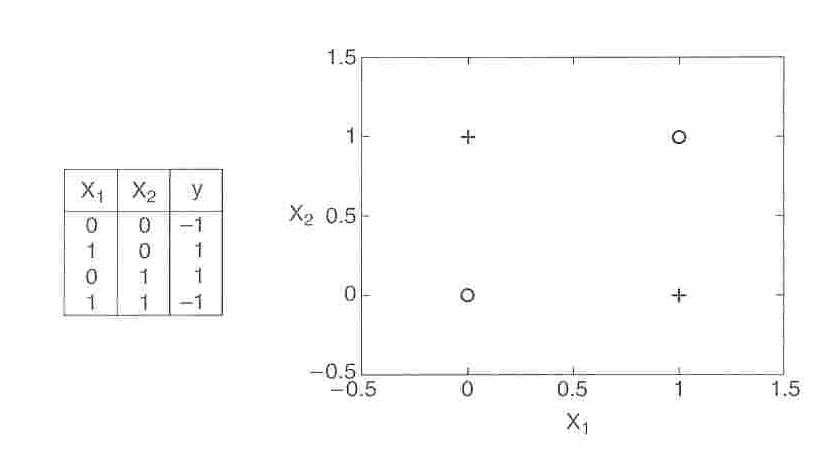 X₁ X₂ y
0 0 −1
1 0 1
0 1 1
1 1 −1
1.5
1
X₂ 0.5
0
−0.5
−0.5 0 0.5 1 1.5
X₁